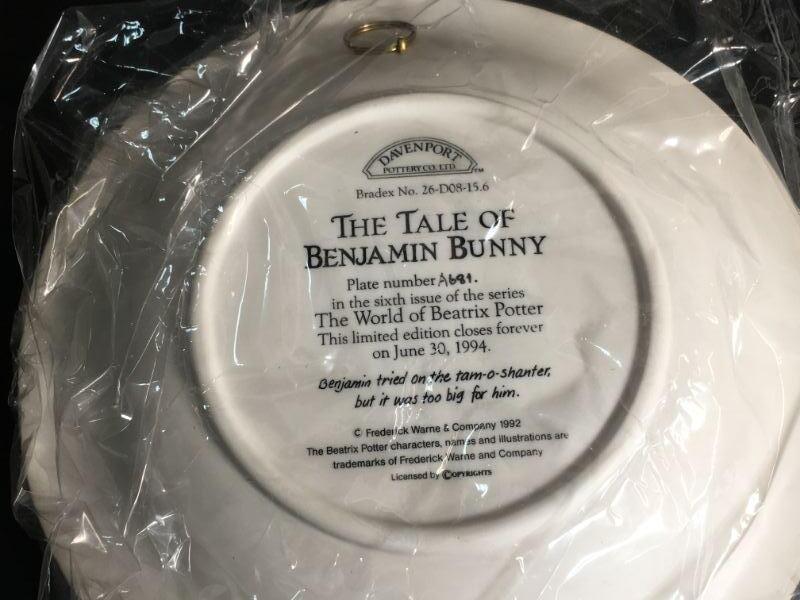 DAVENPORT
POTTERY CO. LTD.™
Bradex No. 26-D08-15.6
THE TALE OF
BENJAMIN BUNNY
Plate number A681.
in the sixth issue of the series
The World of Beatrix Potter
This limited edition closes forever
on June 30, 1994.
Benjamin tried on the tam-o-shanter,
but it was too big for him.
© Frederick Warne & Company 1992
The Beatrix Potter characters, names and illustrations are
trademarks of Frederick Warne and Company
Licensed by ©OPYRIGHTS